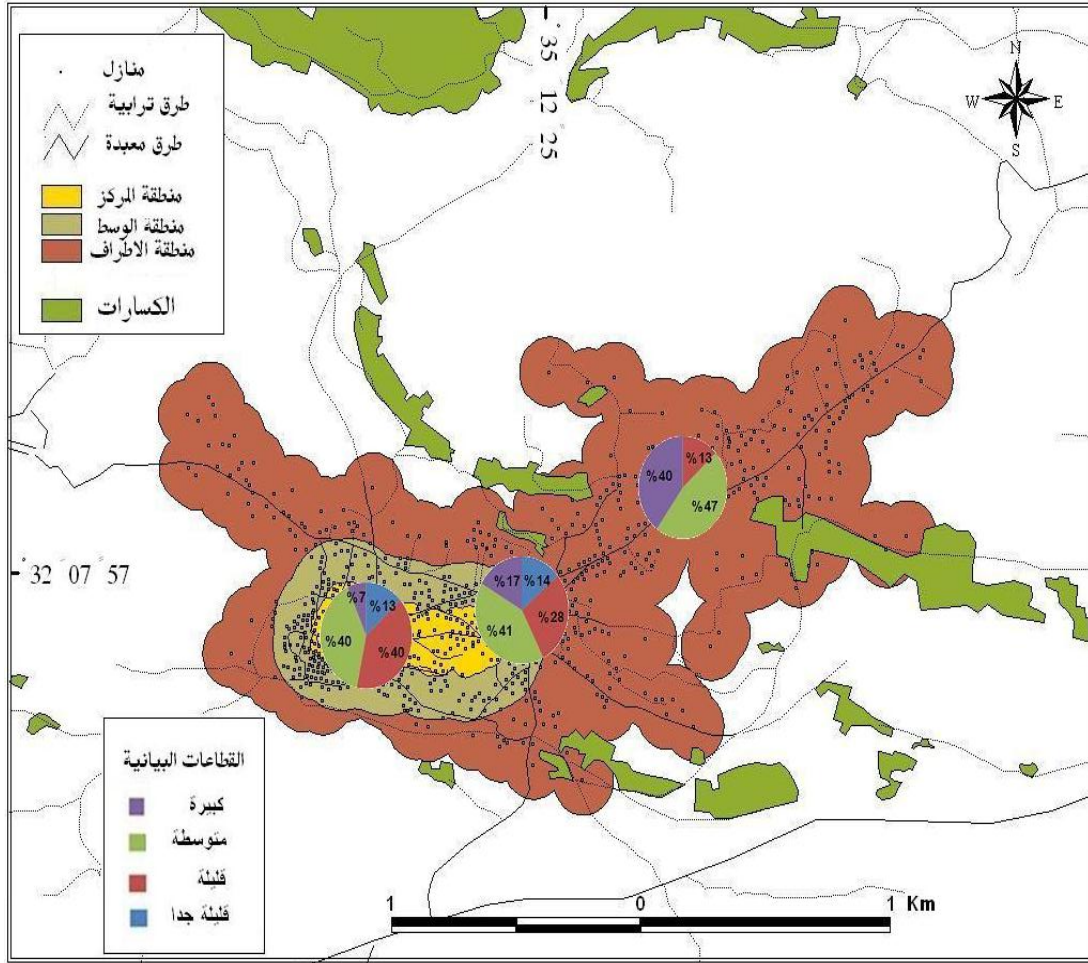 منازل
طرق ترابية
طرق معبدة
منطقة المركز
منطقة الوسط
منطقة الاطراف
الكسارات
35 12 25
N
W E
S
%40 %13
%47
32 07 57
%7 %13
%40 %40
%17 %14
%41 %28
القطاعات البيانية
كبيرة
متوسطة
قليلة
قليلة جدا
1 0 1 Km